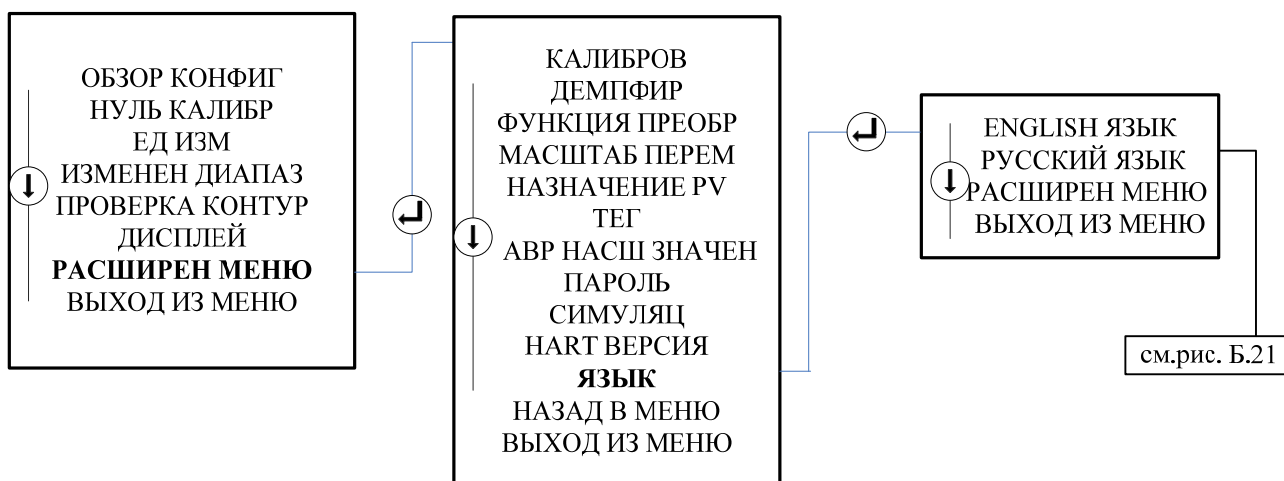 ОБЗОР КОНФИГ
НУЛЬ КАЛИБР
ЕД ИЗМ
ИЗМЕНЕН ДИАПАЗ
ПРОВЕРКА КОНТУР
ДИСПЛЕЙ
РАСШИРЕН МЕНЮ
ВЫХОД ИЗ МЕНЮ
КАЛИБРОВ
ДЕМПФИР
ФУНКЦИЯ ПРЕОБР
МАСШТАБ ПЕРЕМ
НАЗНАЧЕНИЕ PV
ТЕГ
АВР НАСЩ ЗНАЧЕН
ПАРОЛЬ
СИМУЛЯЦ
HART ВЕРСИЯ
ЯЗЫК
НАЗАД В МЕНЮ
ВЫХОД ИЗ МЕНЮ
ENGLISH ЯЗЫК
РУССКИЙ ЯЗЫК
РАСШИРЕН МЕНЮ
ВЫХОД ИЗ МЕНЮ
см.рис. Б.21